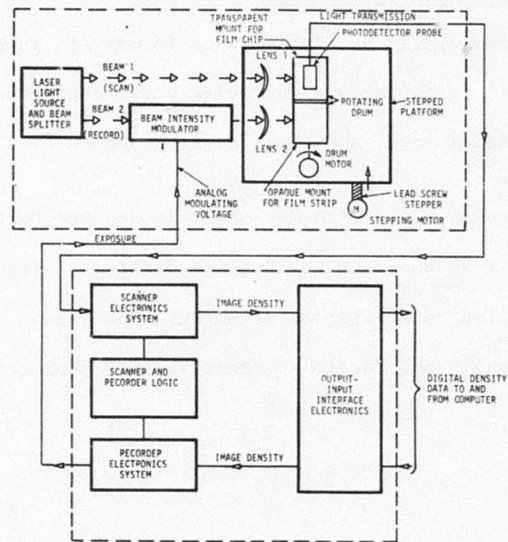 TRANSPARENT
MOUNT FOR
FILM CHIP
LIGHT TRANSMISSION
PHOTODETECTOR PROBE
LENS 1
BEAM 1
(SCAN)
LASER
LIGHT
SOURCE
AND BEAM
SPLITTER
BEAM 2
(RECORD)
BEAM INTENSITY
MODULATOR
LENS 2
ROTATING
DRUM
STEPPED
PLATFORM
DRUM
MOTOR
OPAQUE MOUNT
FOR FILM STRIP
ANALOG
MODULATING
VOLTAGE
LEAD SCREW
STEPPER
M
STEPPING MOTOR
EXPOSURE
SCANNER
ELECTRONICS
SYSTEM
IMAGE DENSITY
SCANNER AND
RECORDER LOGIC
OUTPUT-
INPUT
INTERFACE
ELECTRONICS
DIGITAL DENSITY
DATA TO AND
FROM COMPUTER
RECORDER
ELECTRONICS
SYSTEM
IMAGE DENSITY